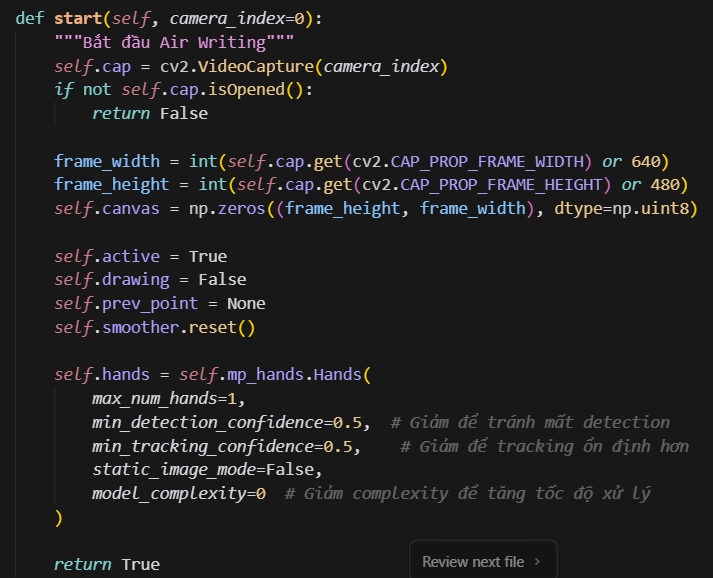 def start(self, camera_index=0):
    """Bắt đầu Air Writing"""
    self.cap = cv2.VideoCapture(camera_index)
    if not self.cap.isOpened():
        return False

    frame_width = int(self.cap.get(cv2.CAP_PROP_FRAME_WIDTH) or 640)
    frame_height = int(self.cap.get(cv2.CAP_PROP_FRAME_HEIGHT) or 480)
    self.canvas = np.zeros((frame_height, frame_width), dtype=np.uint8)

    self.active = True
    self.drawing = False
    self.prev_point = None
    self.smoother.reset()

    self.hands = self.mp_hands.Hands(
        max_num_hands=1,
        min_detection_confidence=0.5,  # Giảm để tránh mất detection
        min_tracking_confidence=0.5,    # Giảm để tracking ổn định hơn
        static_image_mode=False,
        model_complexity=0  # Giảm complexity để tăng tốc độ xử lý
    )

    return True
Review next file >